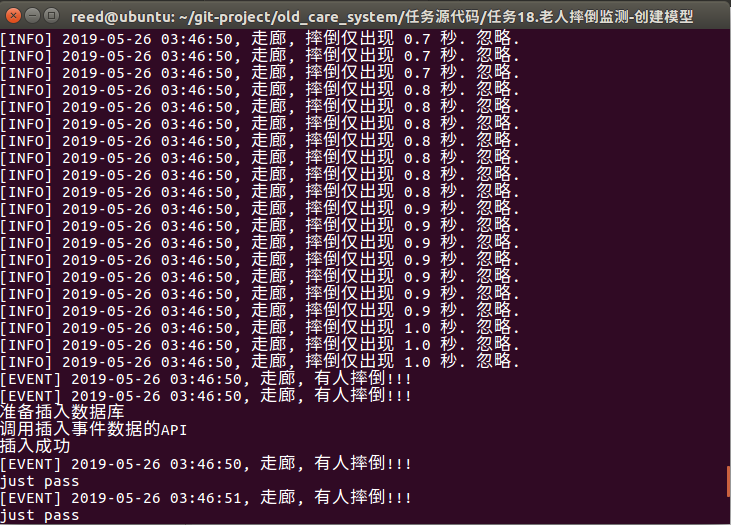 reed@ubuntu: ~/git-project/old_care_system/任务源代码/任务18.老人摔倒监测-创建模型
[INFO] 2019-05-26 03:46:50, 走廊, 摔倒仅出现 0.7 秒. 忽略.
[INFO] 2019-05-26 03:46:50, 走廊, 摔倒仅出现 0.7 秒. 忽略.
[INFO] 2019-05-26 03:46:50, 走廊, 摔倒仅出现 0.7 秒. 忽略.
[INFO] 2019-05-26 03:46:50, 走廊, 摔倒仅出现 0.8 秒. 忽略.
[INFO] 2019-05-26 03:46:50, 走廊, 摔倒仅出现 0.8 秒. 忽略.
[INFO] 2019-05-26 03:46:50, 走廊, 摔倒仅出现 0.8 秒. 忽略.
[INFO] 2019-05-26 03:46:50, 走廊, 摔倒仅出现 0.8 秒. 忽略.
[INFO] 2019-05-26 03:46:50, 走廊, 摔倒仅出现 0.8 秒. 忽略.
[INFO] 2019-05-26 03:46:50, 走廊, 摔倒仅出现 0.8 秒. 忽略.
[INFO] 2019-05-26 03:46:50, 走廊, 摔倒仅出现 0.8 秒. 忽略.
[INFO] 2019-05-26 03:46:50, 走廊, 摔倒仅出现 0.9 秒. 忽略.
[INFO] 2019-05-26 03:46:50, 走廊, 摔倒仅出现 0.9 秒. 忽略.
[INFO] 2019-05-26 03:46:50, 走廊, 摔倒仅出现 0.9 秒. 忽略.
[INFO] 2019-05-26 03:46:50, 走廊, 摔倒仅出现 0.9 秒. 忽略.
[INFO] 2019-05-26 03:46:50, 走廊, 摔倒仅出现 0.9 秒. 忽略.
[INFO] 2019-05-26 03:46:50, 走廊, 摔倒仅出现 0.9 秒. 忽略.
[INFO] 2019-05-26 03:46:50, 走廊, 摔倒仅出现 0.9 秒. 忽略.
[INFO] 2019-05-26 03:46:50, 走廊, 摔倒仅出现 1.0 秒. 忽略.
[INFO] 2019-05-26 03:46:50, 走廊, 摔倒仅出现 1.0 秒. 忽略.
[INFO] 2019-05-26 03:46:50, 走廊, 摔倒仅出现 1.0 秒. 忽略.
[EVENT] 2019-05-26 03:46:50, 走廊, 有人摔倒!!!
[EVENT] 2019-05-26 03:46:50, 走廊, 有人摔倒!!!
准备插入数据库
调用插入事件数据的API
插入成功
[EVENT] 2019-05-26 03:46:50, 走廊, 有人摔倒!!!
just pass
[EVENT] 2019-05-26 03:46:51, 走廊, 有人摔倒!!!
just pass